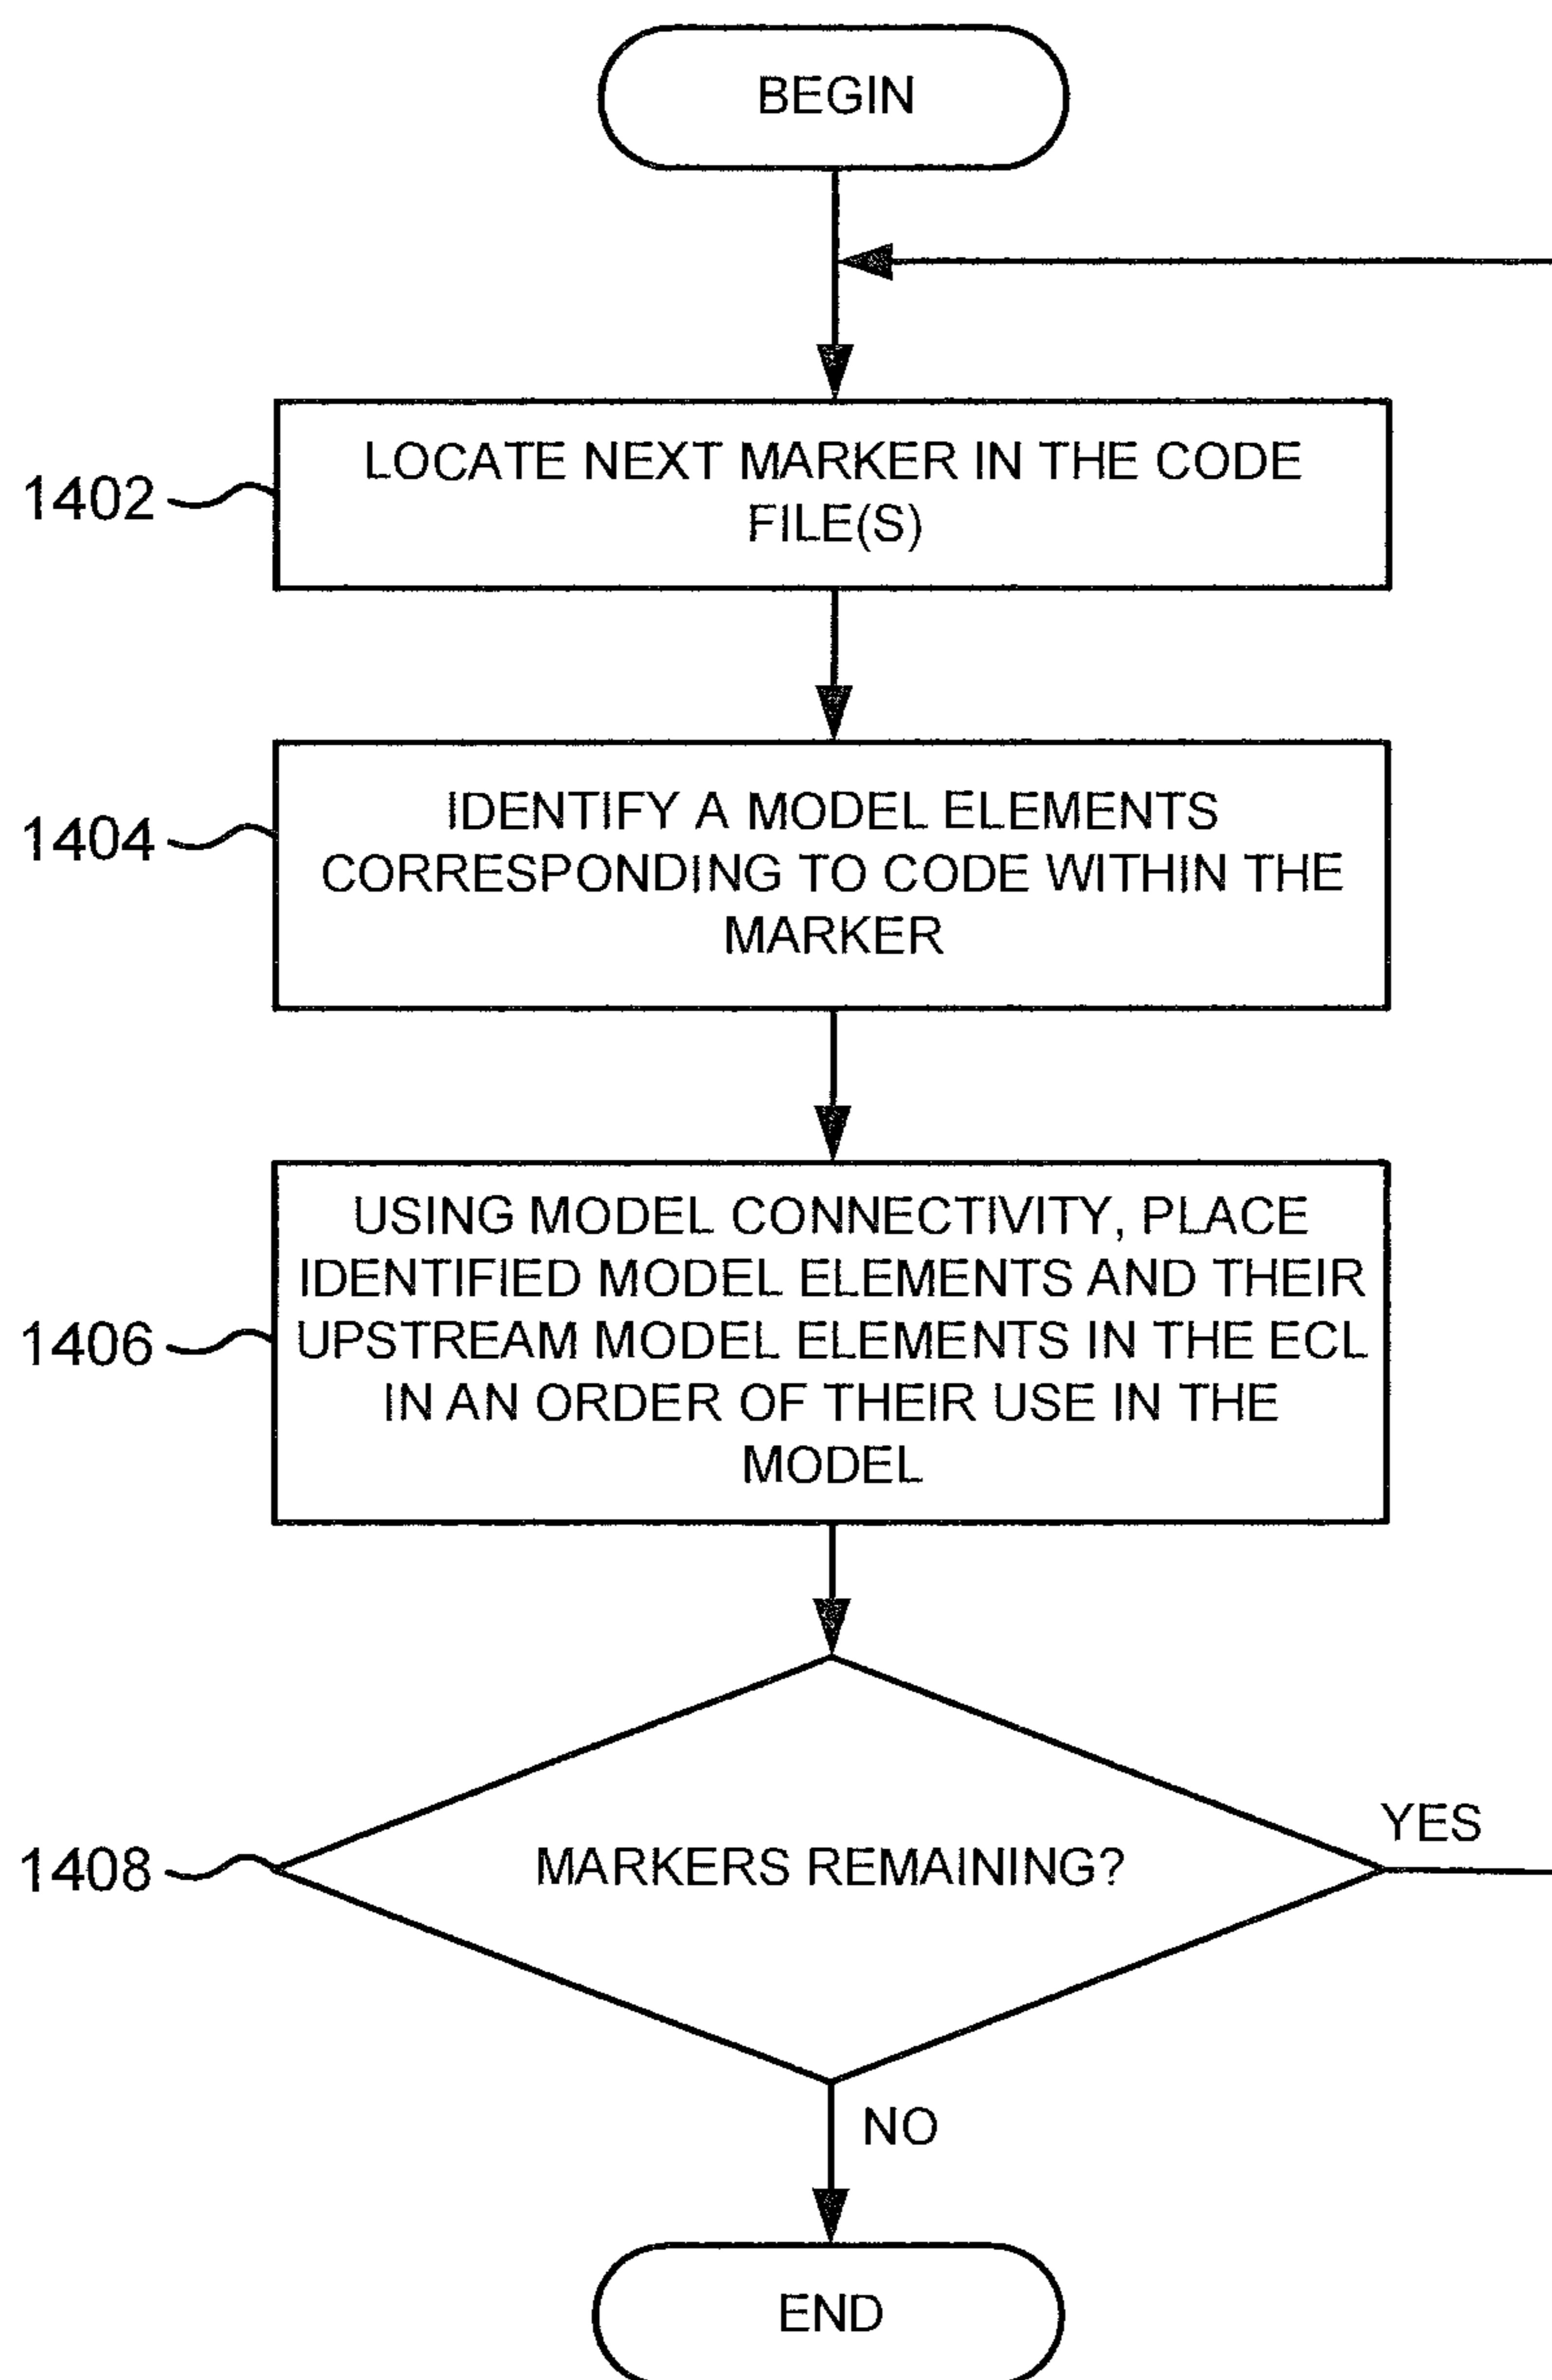 BEGIN
1402
LOCATE NEXT MARKER IN THE CODE
FILE(S)
1404
IDENTIFY A MODEL ELEMENTS
CORRESPONDING TO CODE WITHIN THE
MARKER
1406
USING MODEL CONNECTIVITY, PLACE
IDENTIFIED MODEL ELEMENTS AND THEIR
UPSTREAM MODEL ELEMENTS IN THE ECL
IN AN ORDER OF THEIR USE IN THE
MODEL
1408
MARKERS REMAINING?
YES
NO
END